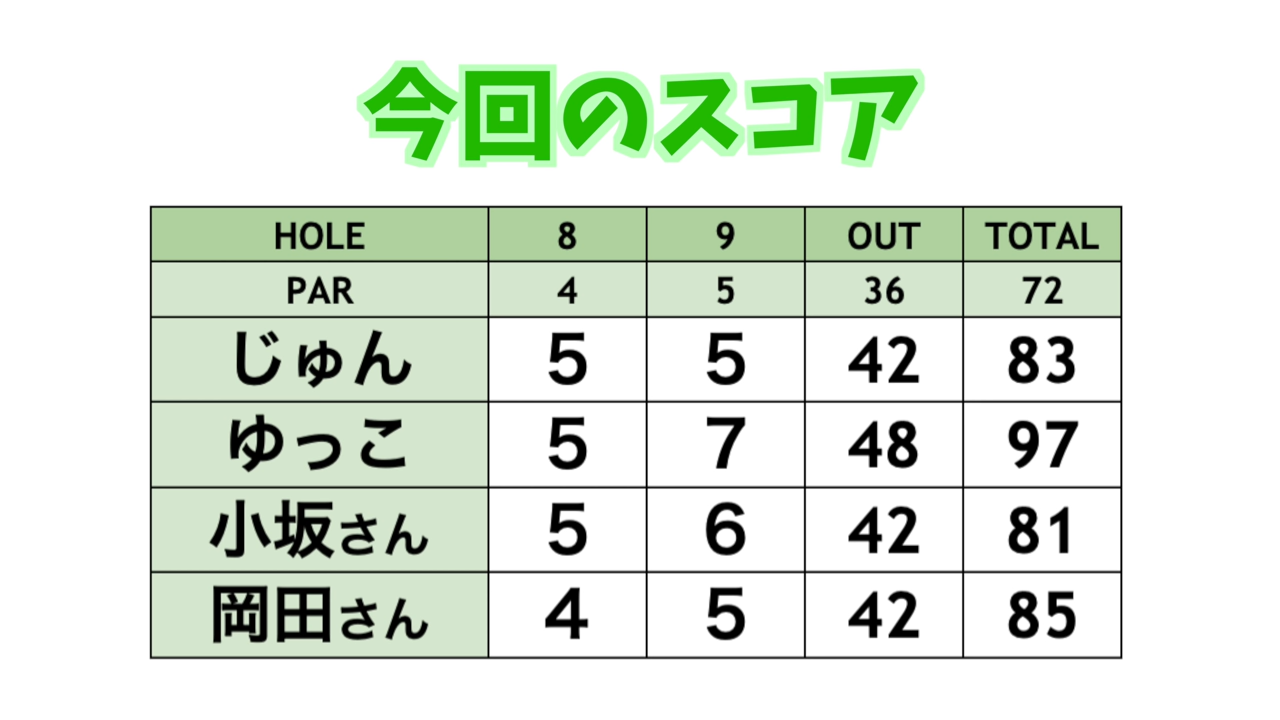 今回のスコア
HOLE 8 9 OUT TOTAL
PAR 4 5 36 72
じゅん 5 5 42 83
ゆっこ 5 7 48 97
小坂さん 5 6 42 81
岡田さん 4 5 42 85